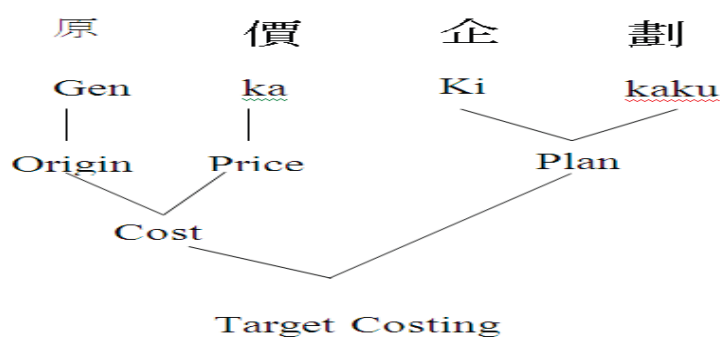 原 價 企 劃
Gen ka Ki kaku
Origin Price Plan
Cost
Target Costing